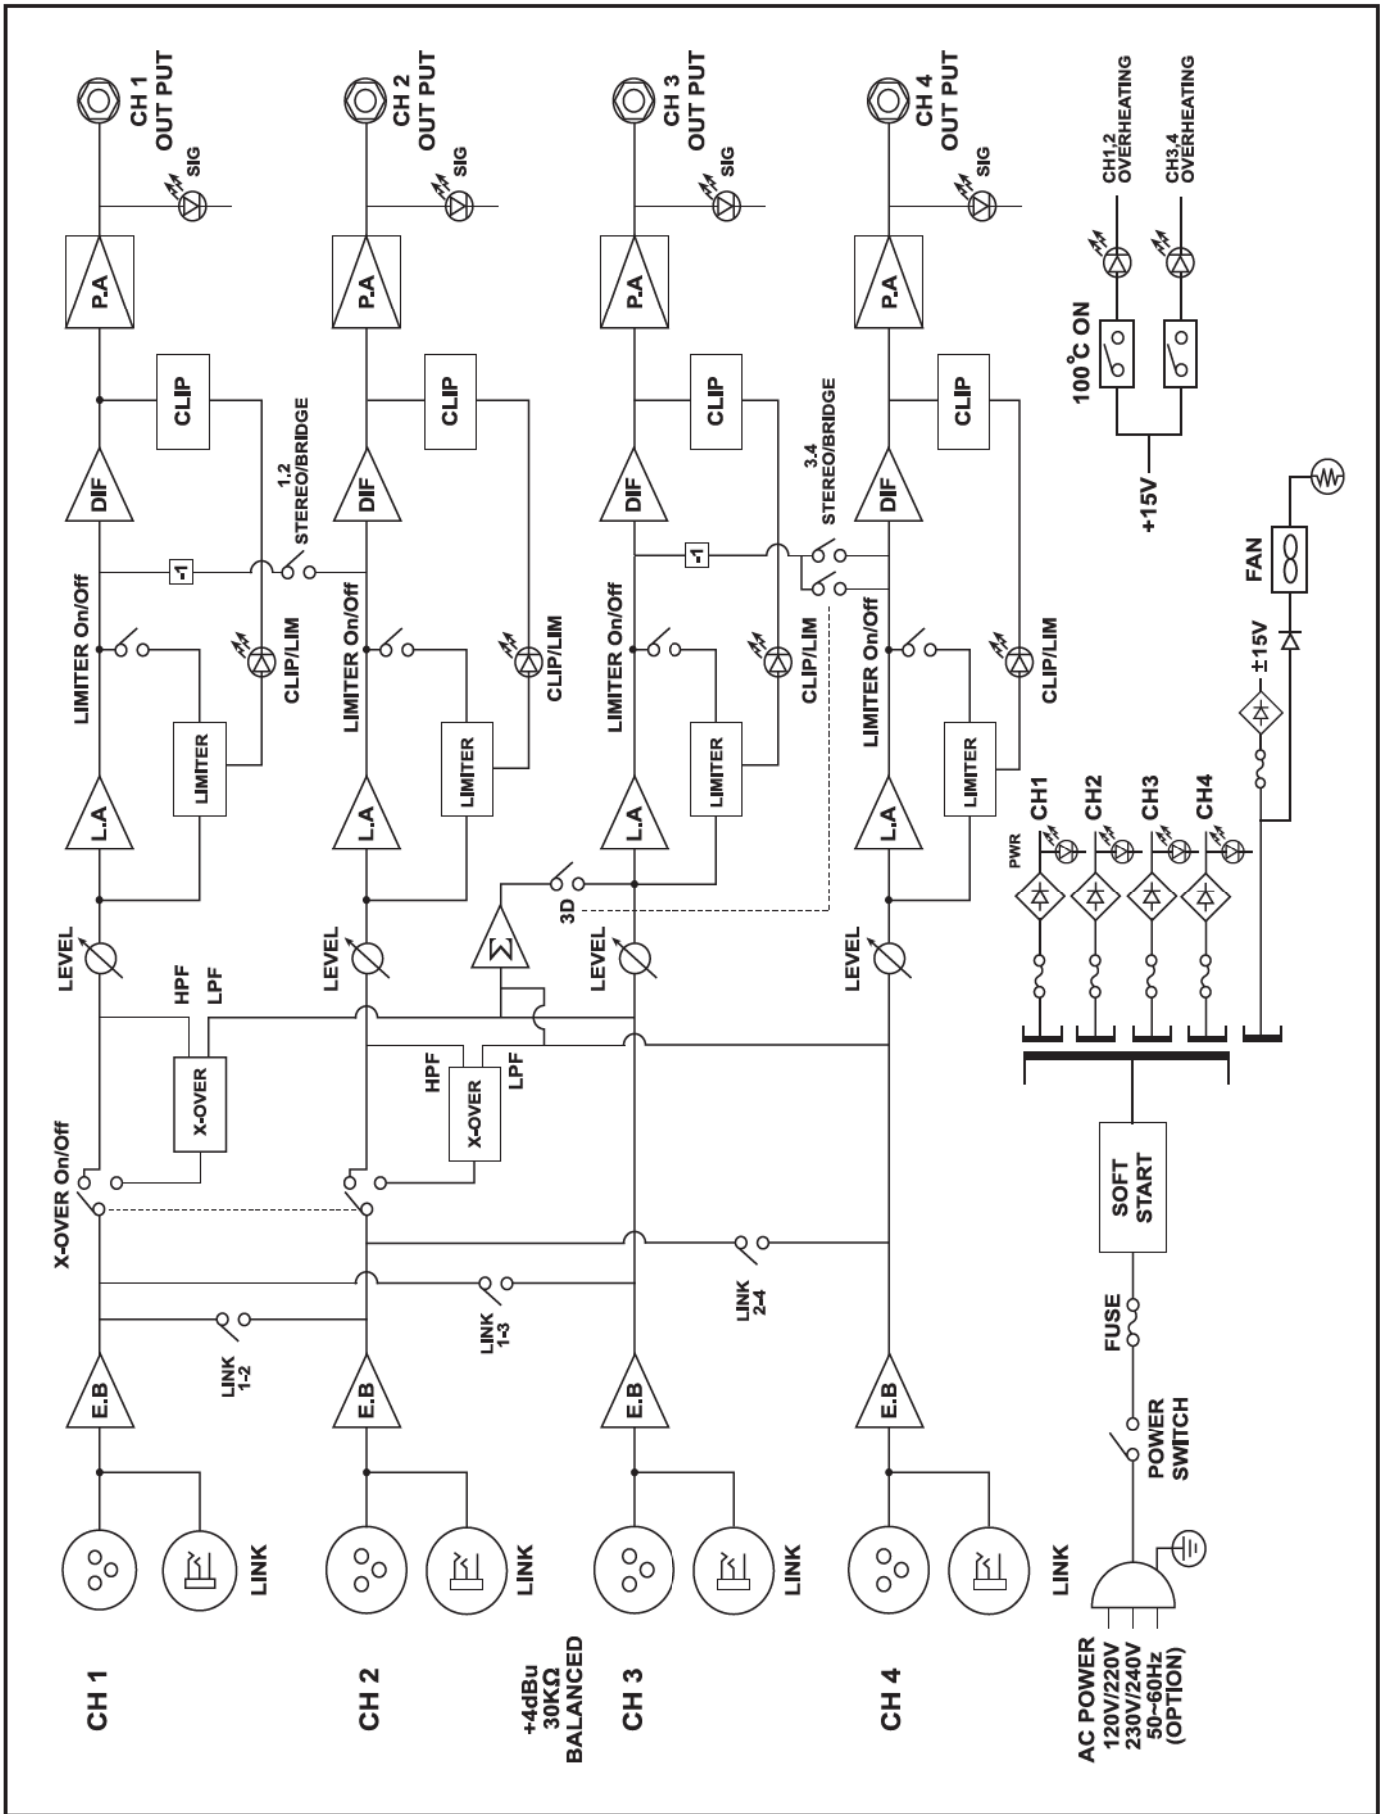 CH 1
LINK
E.B
LINK
1-2
X-OVER On/Off
X-OVER
HPF
LPF
LEVEL
L.A
LIMITER
LIMITER On/Off
CLIP/LIM
-1
1,2
STEREO/BRIDGE
DIF
CLIP
P.A
SIG
CH 1
OUT PUT
CH 2
LINK
E.B
LINK
1-3
X-OVER
HPF
LPF
LEVEL
Σ
3D
L.A
LIMITER
LIMITER On/Off
CLIP/LIM
DIF
CLIP
P.A
SIG
CH 2
OUT PUT
+4dBu
30KΩ
BALANCED
CH 3
LINK
E.B
LINK
2-4
LEVEL
L.A
LIMITER
LIMITER On/Off
CLIP/LIM
-1
3.4
STEREO/BRIDGE
DIF
CLIP
P.A
SIG
CH 3
OUT PUT
CH 4
LINK
E.B
LEVEL
L.A
LIMITER
LIMITER On/Off
CLIP/LIM
DIF
CLIP
P.A
SIG
CH 4
OUT PUT
AC POWER
120V/220V
230V/240V
50~60Hz
(OPTION)
POWER
SWITCH
FUSE
SOFT
START
PWR
CH1
CH2
CH3
CH4
±15V
FAN
+15V
100°C ON
CH1,2
OVERHEATING
CH3,4
OVERHEATING